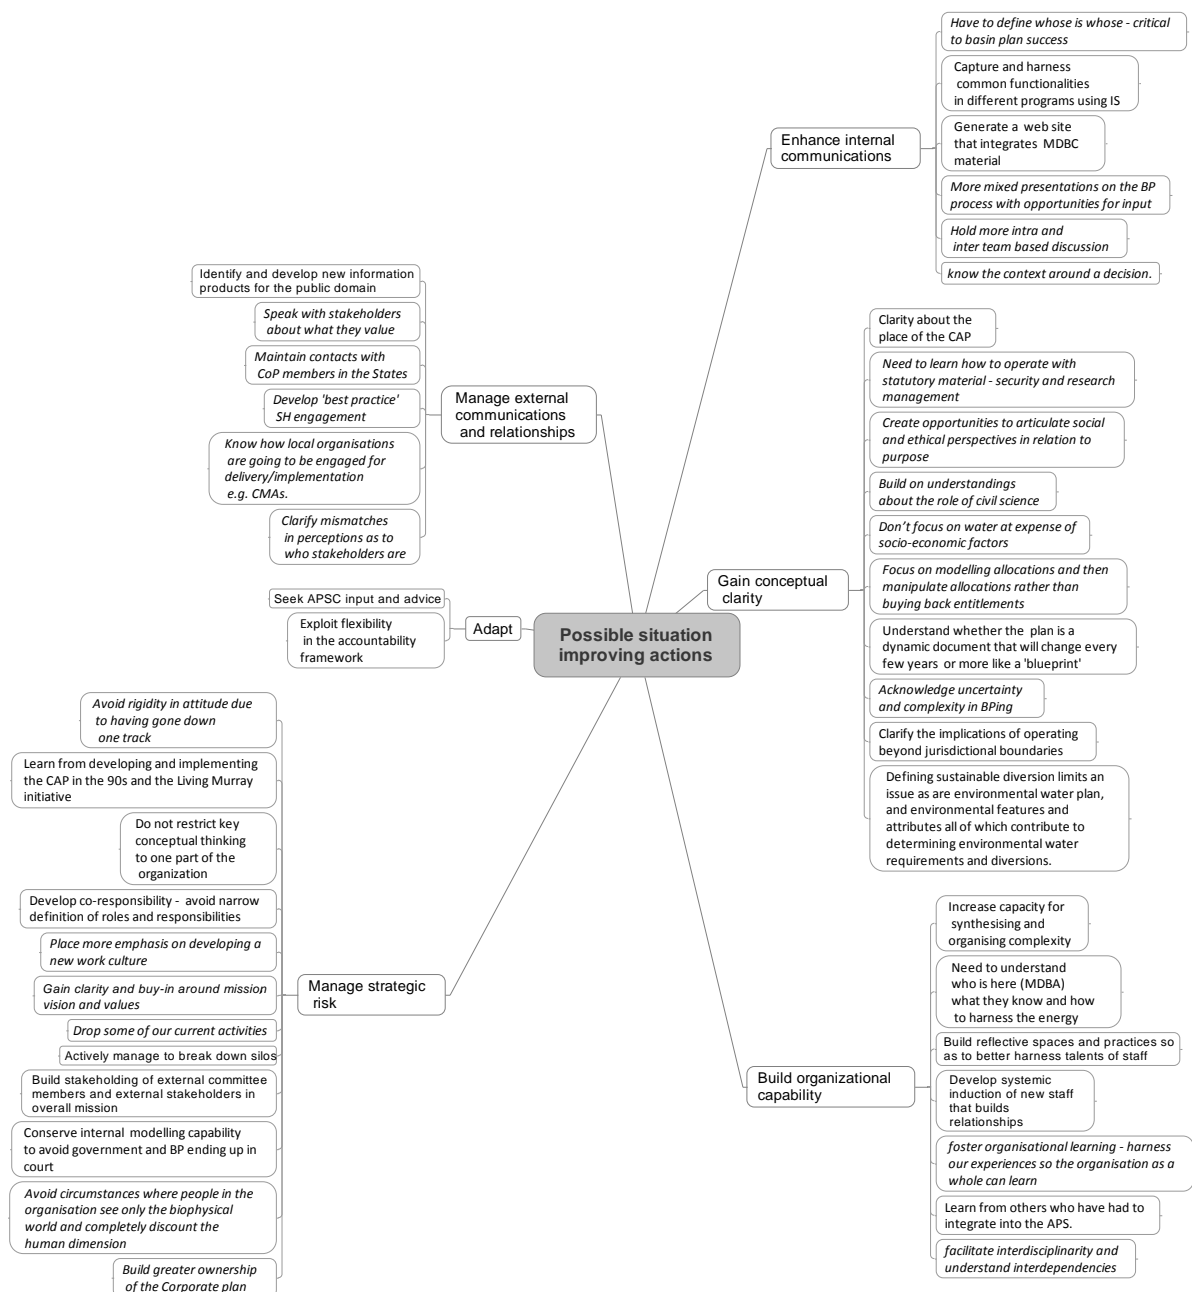 Possible situation
improving actions
Enhance internal
communications
Have to define whose is whose - critical
to basin plan success
Capture and harness
common functionalities
in different programs using IS
Generate a web site
that integrates MDBC
material
More mixed presentations on the BP
process with opportunities for input
Hold more intra and
inter team based discussion
know the context around a decision.
Gain conceptual
clarity
Clarity about the
place of the CAP
Need to learn how to operate with
statutory material - security and research
management
Create opportunities to articulate social
and ethical perspectives in relation to
purpose
Build on understandings
about the role of civil science
Don't focus on water at expense of
socio-economic factors
Focus on modelling allocations and then
manipulate allocations rather than
buying back entitlements
Understand whether the plan is a
dynamic document that will change every
few years or more like a 'blueprint'
Acknowledge uncertainty
and complexity in BPing
Clarify the implications of operating
beyond jurisdictional boundaries
Defining sustainable diversion limits an
issue as are environmental water plan,
and environmental features and
attributes all of which contribute to
determining environmental water
requirements and diversions.
Build organizational
capability
Increase capacity for
synthesising and
organising complexity
Need to understand
who is here (MDBA)
what they know and how
to harness the energy
Build reflective spaces and practices so
as to better harness talents of staff
Develop systemic
induction of new staff
that builds
relationships
foster organisational learning - harness
our experiences so the organisation as a
whole can learn
Learn from others who have had to
integrate into the APS.
facilitate interdisciplinarity and
understand interdependencies
Manage external
communications
and relationships
Identify and develop new information
products for the public domain
Speak with stakeholders
about what they value
Maintain contacts with
CoP members in the States
Develop 'best practice'
SH engagement
Know how local organisations
are going to be engaged for
delivery/implementation
e.g. CMAs.
Clarify mismatches
in perceptions as to
who stakeholders are
Adapt
Seek APSC input and advice
Exploit flexibility
in the accountability
framework
Manage strategic
risk
Avoid rigidity in attitude due
to having gone down
one track
Learn from developing and implementing
the CAP in the 90s and the Living Murray
initiative
Do not restrict key
conceptual thinking
to one part of the
organization
Develop co-responsibility - avoid narrow
definition of roles and responsibilities
Place more emphasis on developing a
new work culture
Gain clarity and buy-in around mission,
vision and values
Drop some of our current activities
Actively manage to break down silos
Build stakeholding of external committee
members and external stakeholders in
overall mission
Conserve internal modelling capability
to avoid government and BP ending up in
court
Avoid circumstances where people in the
organisation see only the biophysical
world and completely discount the
human dimension
Build greater ownership
of the Corporate plan